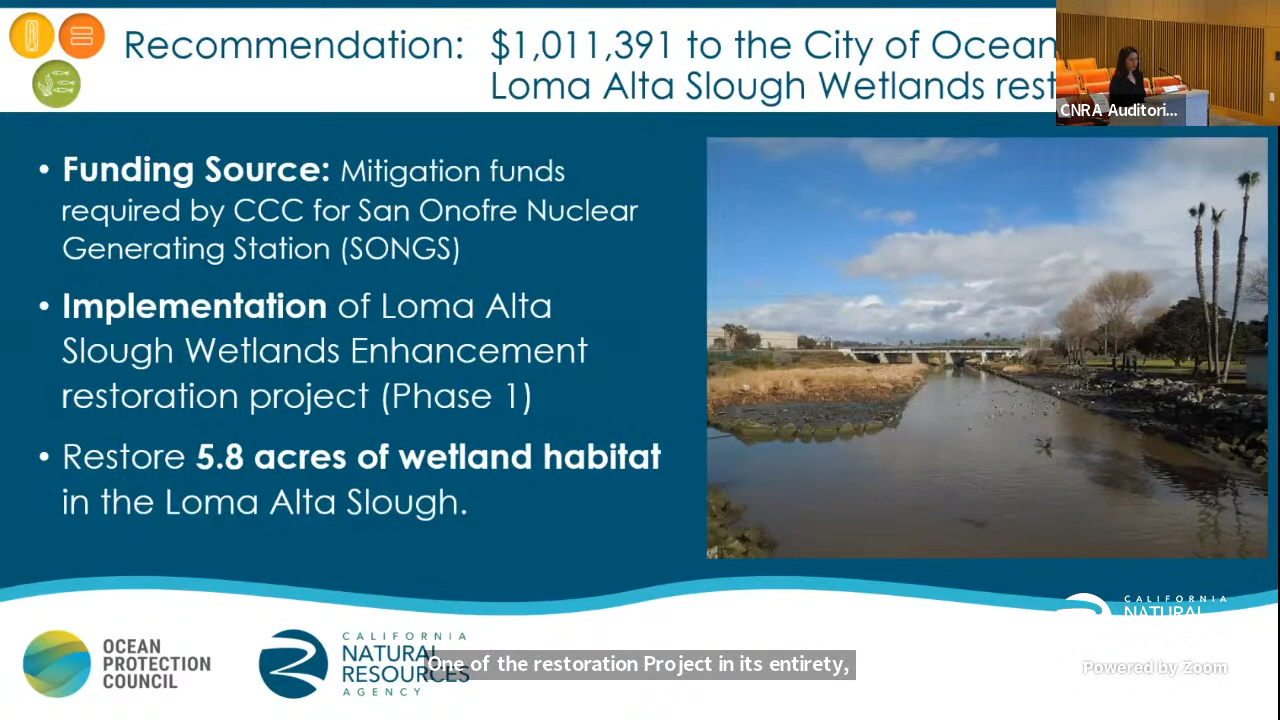 Recommendation: $1,011,391 to the City of Ocean
Loma Alta Slough Wetlands rest
CNRA Auditori...
• Funding Source: Mitigation funds
required by CCC for San Onofre Nuclear
Generating Station (SONGS)
• Implementation of Loma Alta
Slough Wetlands Enhancement
restoration project (Phase 1)
• Restore 5.8 acres of wetland habitat
in the Loma Alta Slough.
OCEAN
PROTECTION
COUNCIL
CALIFORNIA
NATURAL
RESOURCES
AGENCY
One of the restoration Project in its entirety,
CALIFORNIA
NATURAL
Powered by Zoom